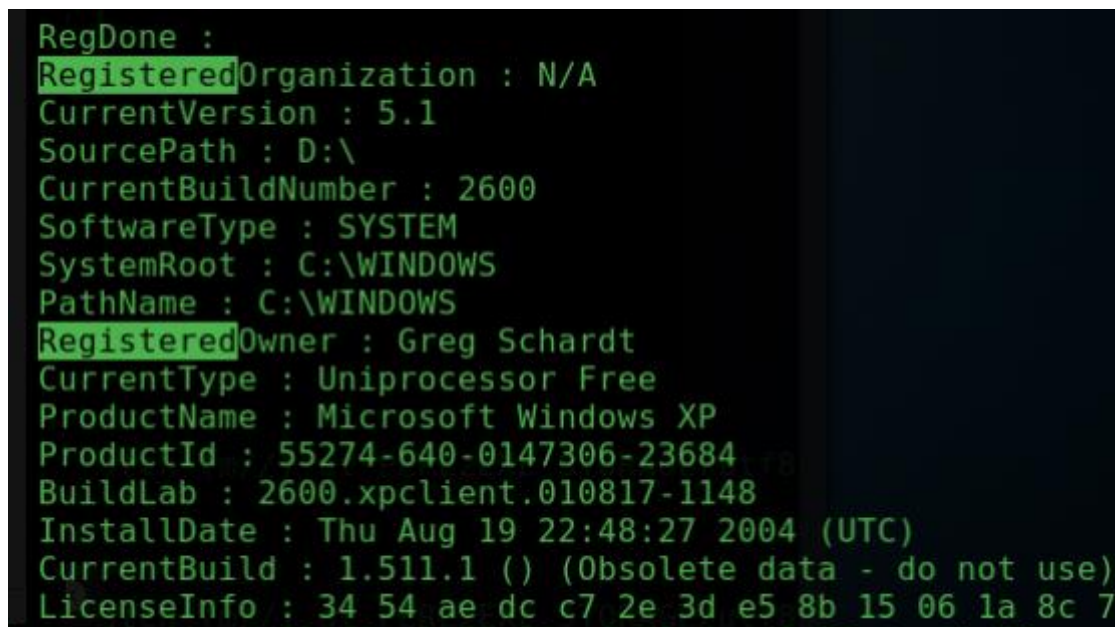 RegDone :
RegisteredOrganization : N/A
CurrentVersion : 5.1
SourcePath : D:\
CurrentBuildNumber : 2600
SoftwareType : SYSTEM
SystemRoot : C:\WINDOWS
PathName : C:\WINDOWS
RegisteredOwner : Greg Schardt
CurrentType : Uniprocessor Free
ProductName : Microsoft Windows XP
ProductId : 55274-640-0147306-23684
BuildLab : 2600.xpclient.010817-1148
InstallDate : Thu Aug 19 22:48:27 2004 (UTC)
CurrentBuild : 1.511.1 () (Obsolete data - do not use)
LicenseInfo : 34 54 ae dc c7 2e 3d e5 8b 15 06 1a 8c 7